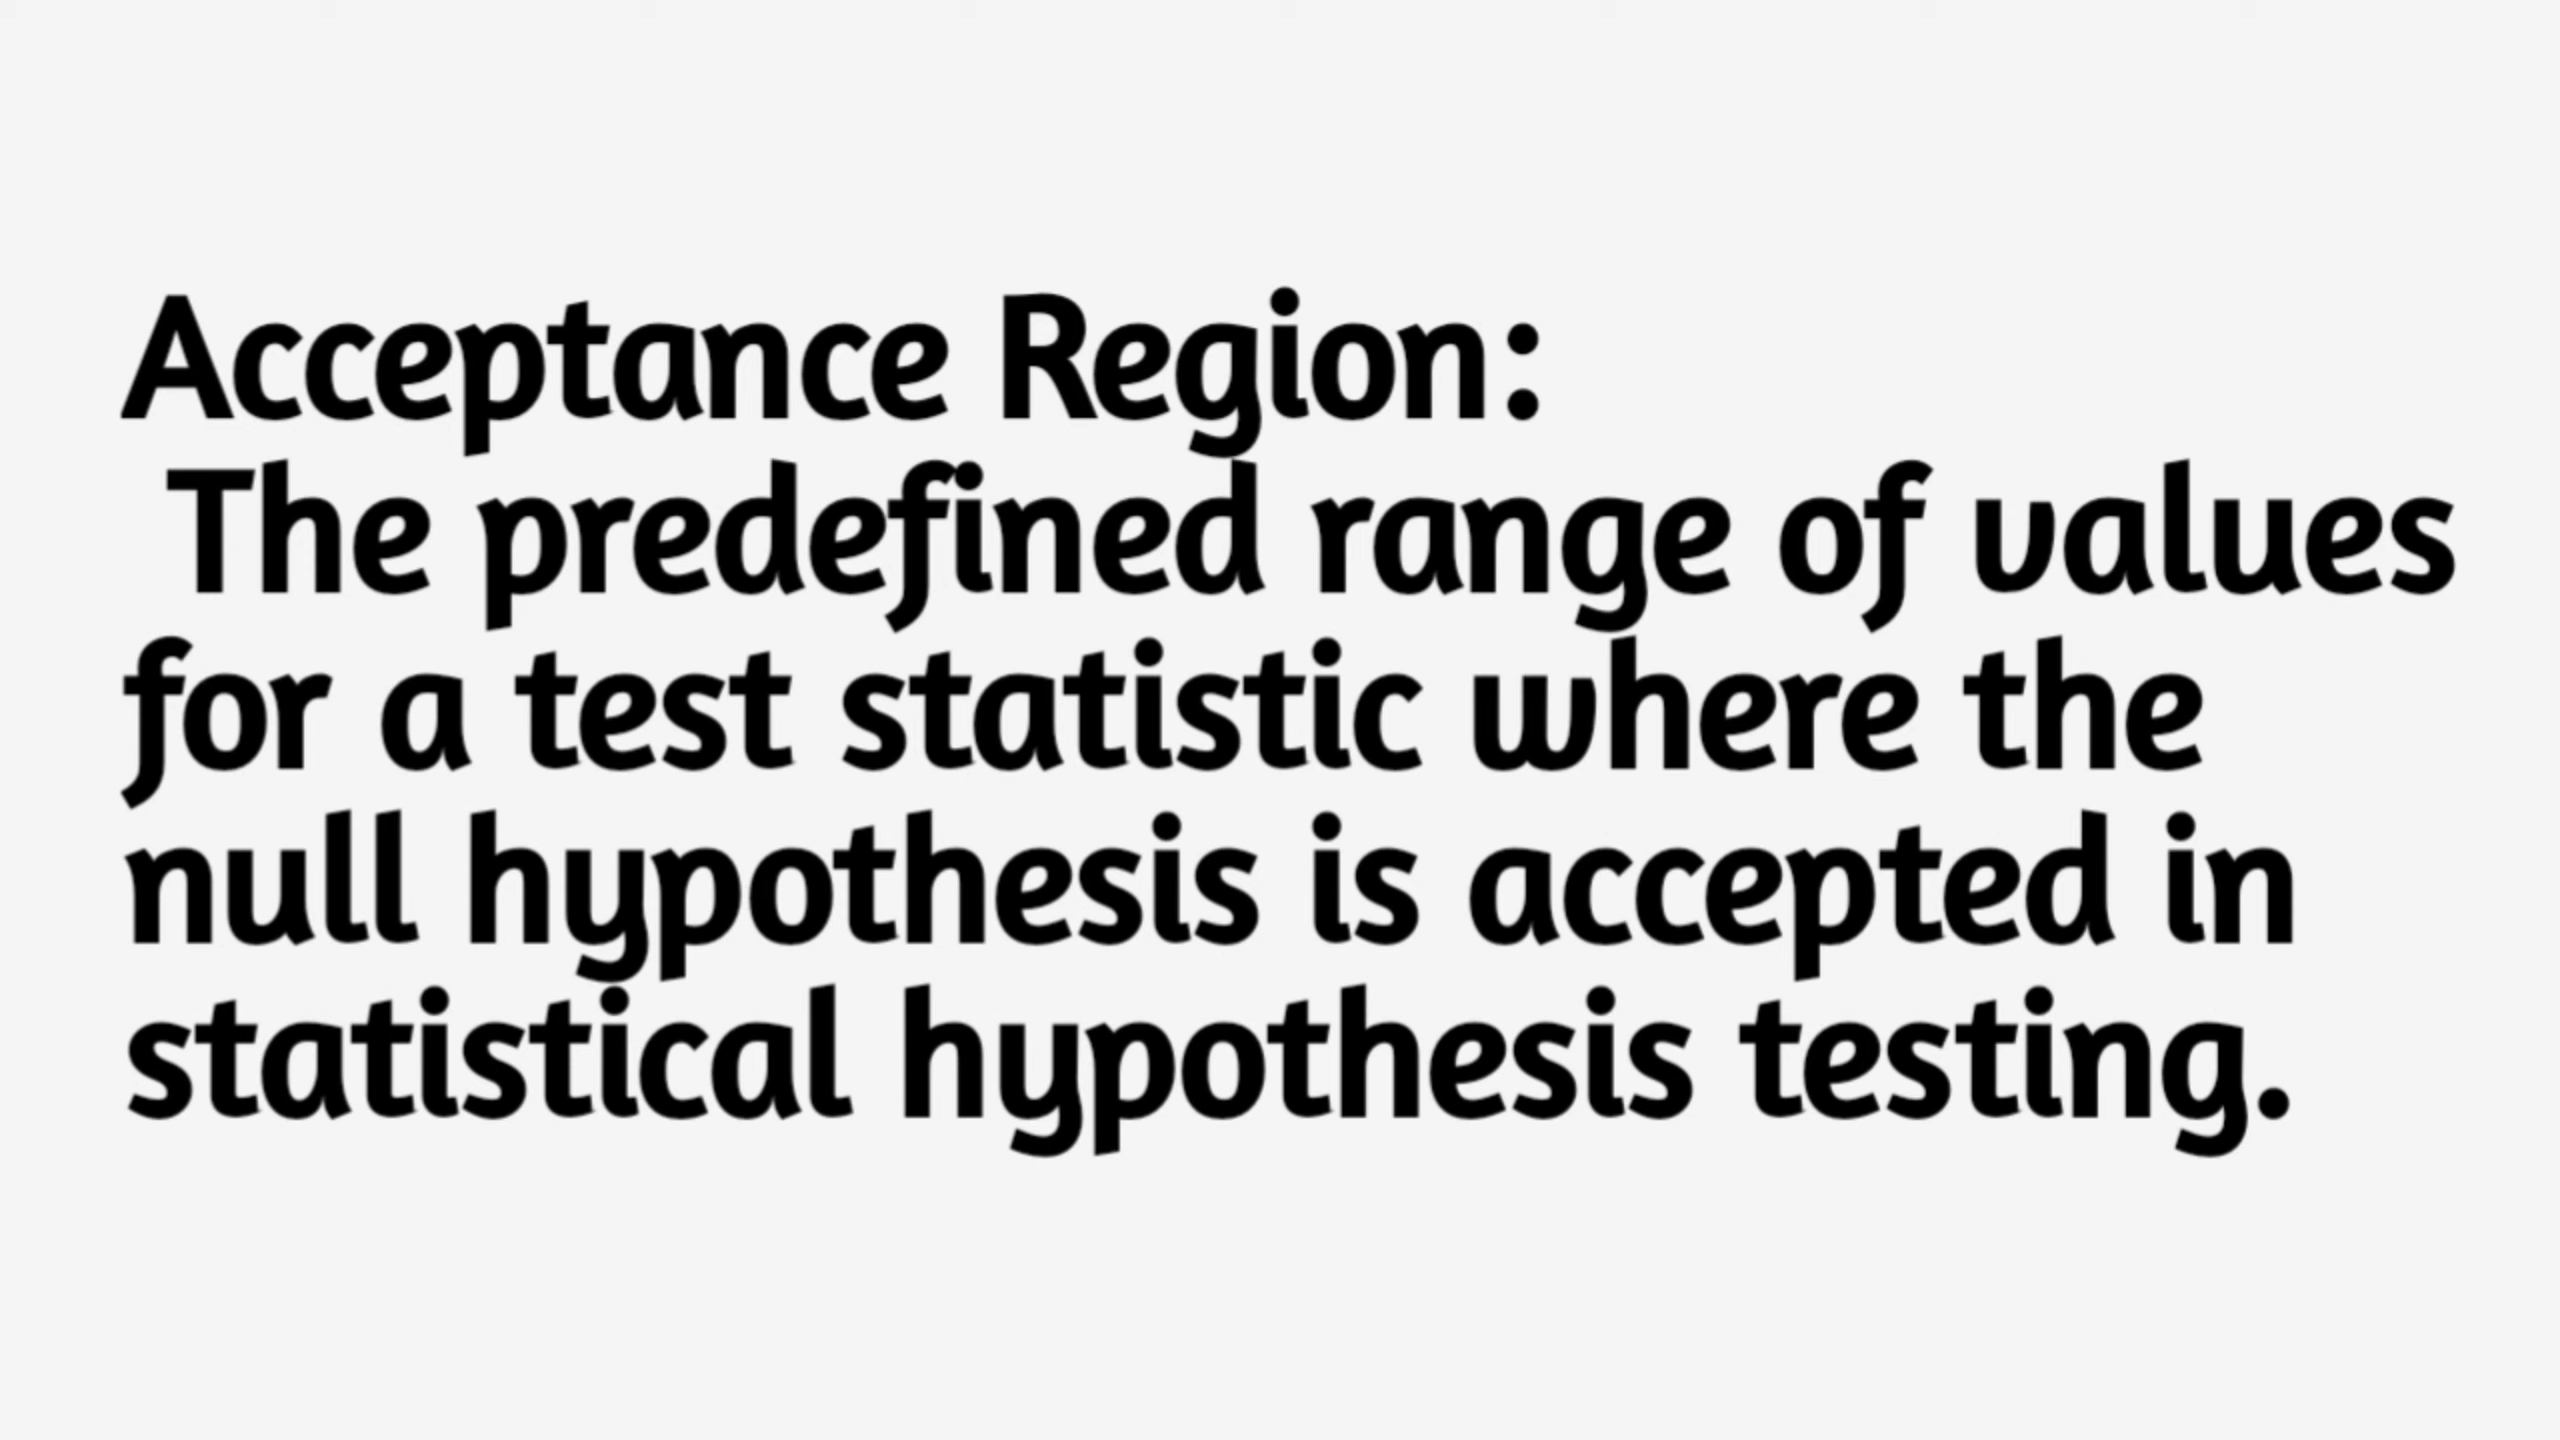 Acceptance Region:
The predefined range of values
for a test statistic where the
null hypothesis is accepted in
statistical hypothesis testing.